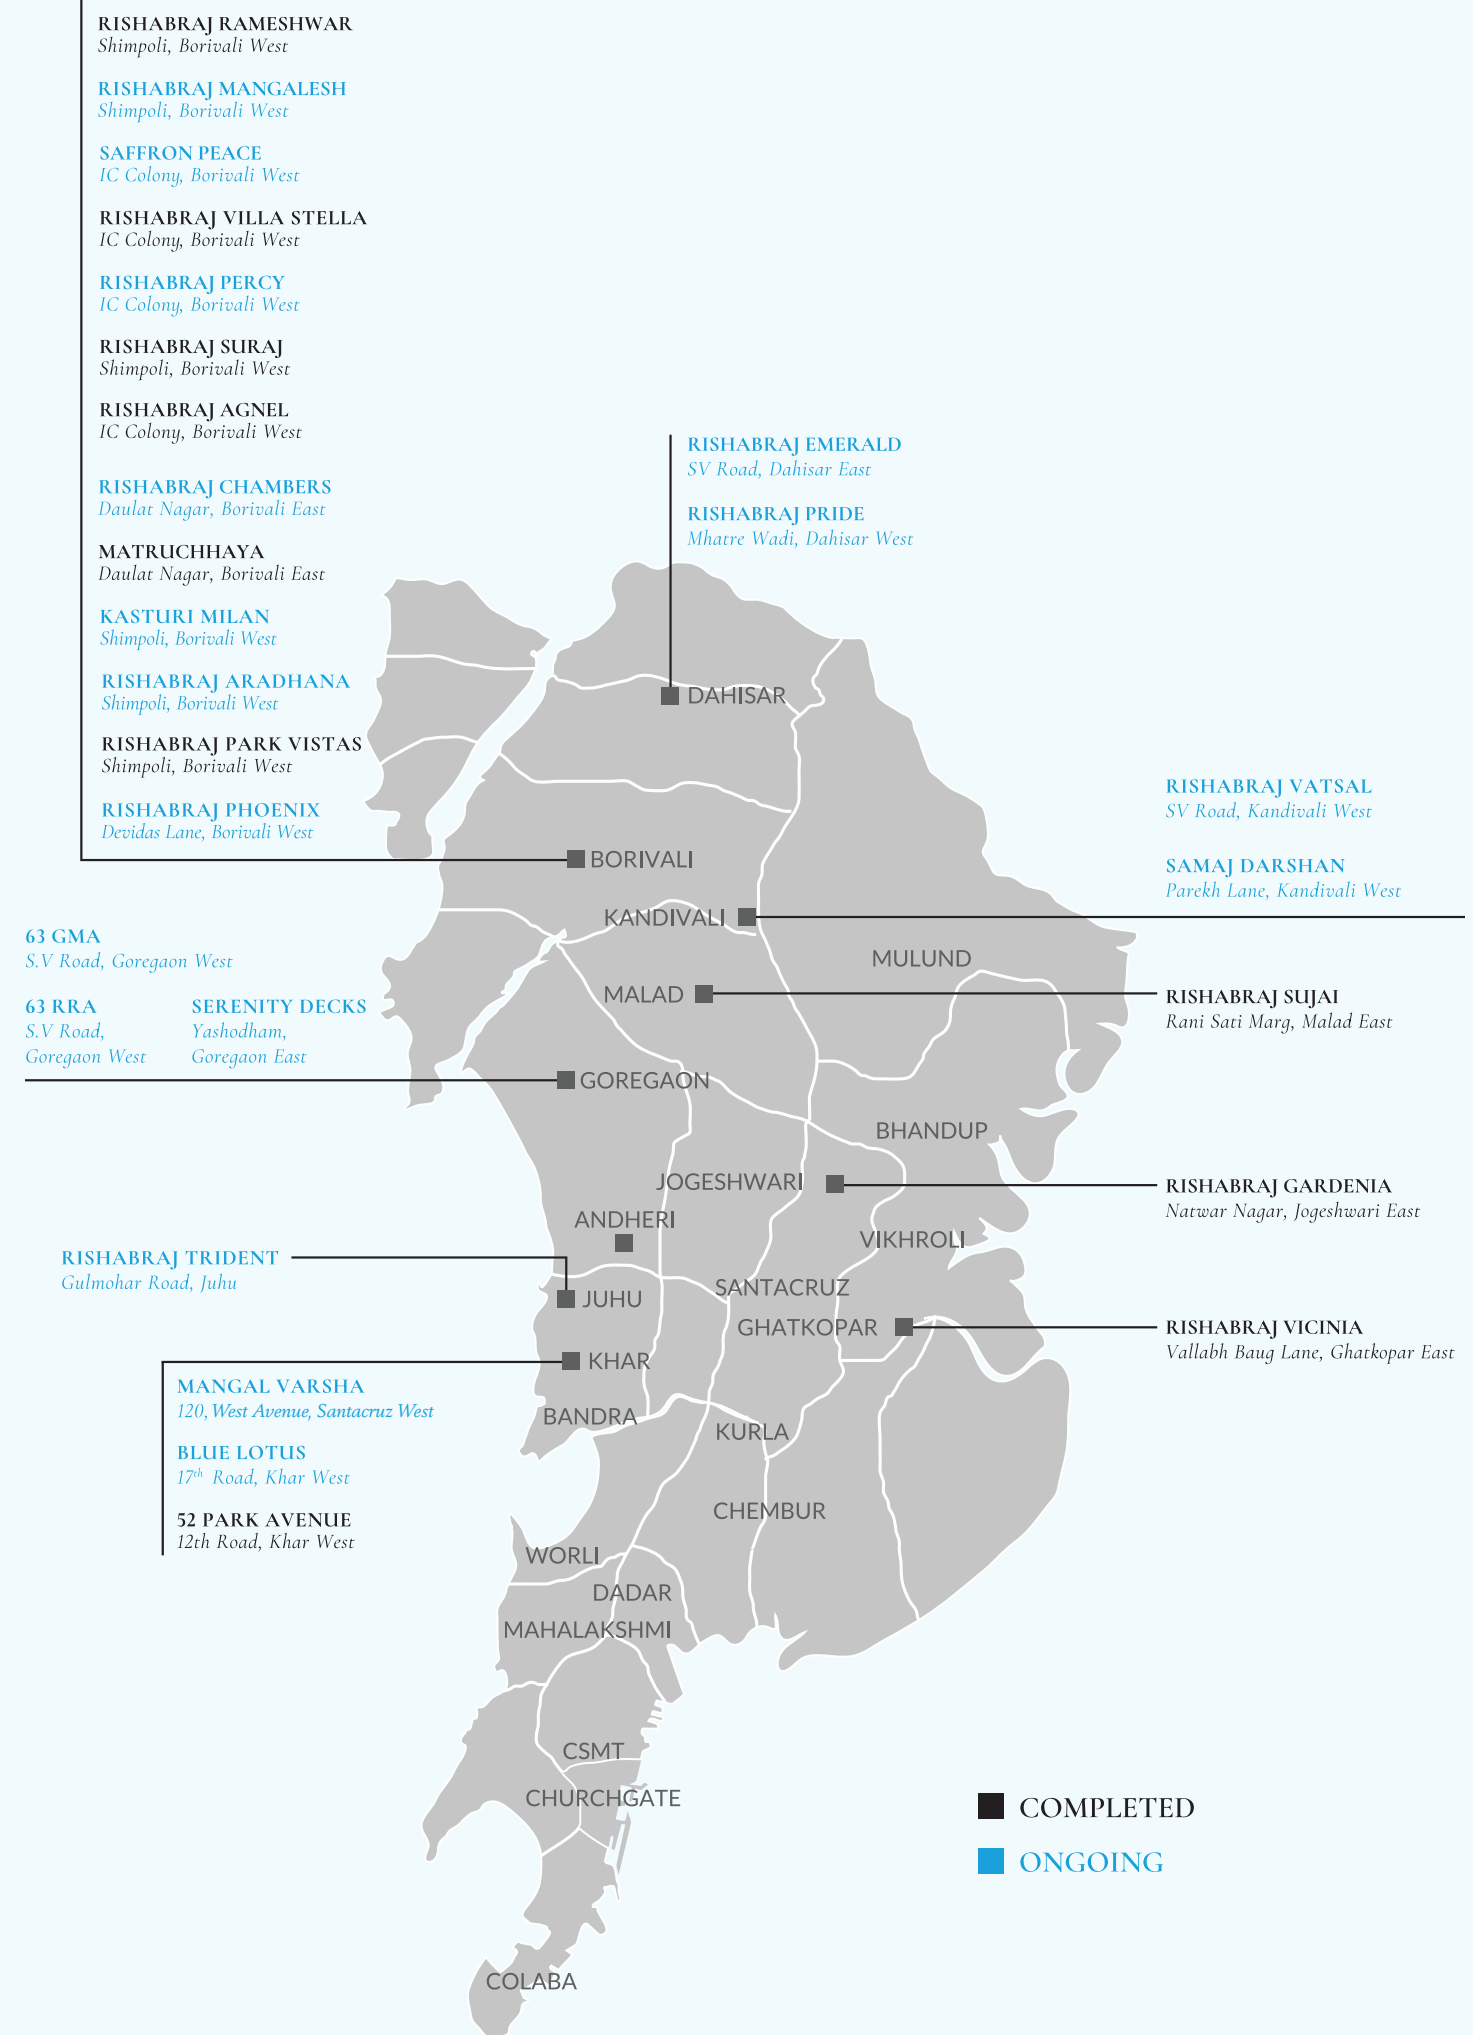 RISHABRAJ RAMESHWAR
Shimpoli, Borivali West
RISHABRAJ MANGALESH
Shimpoli, Borivali West
SAFFRON PEACE
IC Colony, Borivali West
RISHABRAJ VILLA STELLA
IC Colony, Borivali West
RISHABRAJ PERCY
IC Colony, Borivali West
RISHABRAJ SURAJ
Shimpoli, Borivali West
RISHABRAJ AGNEL
IC Colony, Borivali West
RISHABRAJ CHAMBERS
Daulat Nagar, Borivali East
MATRUCHHAYA
Daulat Nagar, Borivali East
KASTURI MILAN
Shimpoli, Borivali West
RISHABRAJ ARADHANA
Shimpoli, Borivali West
RISHABRAJ PARK VISTAS
Shimpoli, Borivali West
RISHABRAJ PHOENIX
Devidas Lane, Borivali West
RISHABRAJ EMERALD
SV Road, Dahisar East
RISHABRAJ PRIDE
Mhatre Wadi, Dahisar West
DAHISAR
RISHABRAJ VATSAL
SV Road, Kandivali West
SAMAJ DARSHAN
Parekh Lane, Kandivali West
BORIVALI
KANDIVALI
63 GMA
S.V Road, Goregaon West
63 RRA
S.V Road,
Goregaon West
SERENITY DECKS
Yashodham,
Goregaon East
MULUND
MALAD
RISHABRAJ SUJAI
Rani Sati Marg, Malad East
GOREGAON
BHANDUP
JOGESHWARI
RISHABRAJ GARDENIA
Natwar Nagar, Jogeshwari East
ANDHERI
VIKHROLI
RISHABRAJ TRIDENT
Gulmohar Road, Juhu
SANTACRUZ
JUHU
GHATKOPAR
RISHABRAJ VICINIA
Vallabh Baug Lane, Ghatkopar East
KHAR
MANGAL VARSHA
120, West Avenue, Santacruz West
BLUE LOTUS
17th Road, Khar West
52 PARK AVENUE
12th Road, Khar West
BANDRA
KURLA
CHEMBUR
WORLI
DADAR
MAHALAKSHMI
CSMT
CHURCHGATE
COLABA
COMPLETED
ONGOING